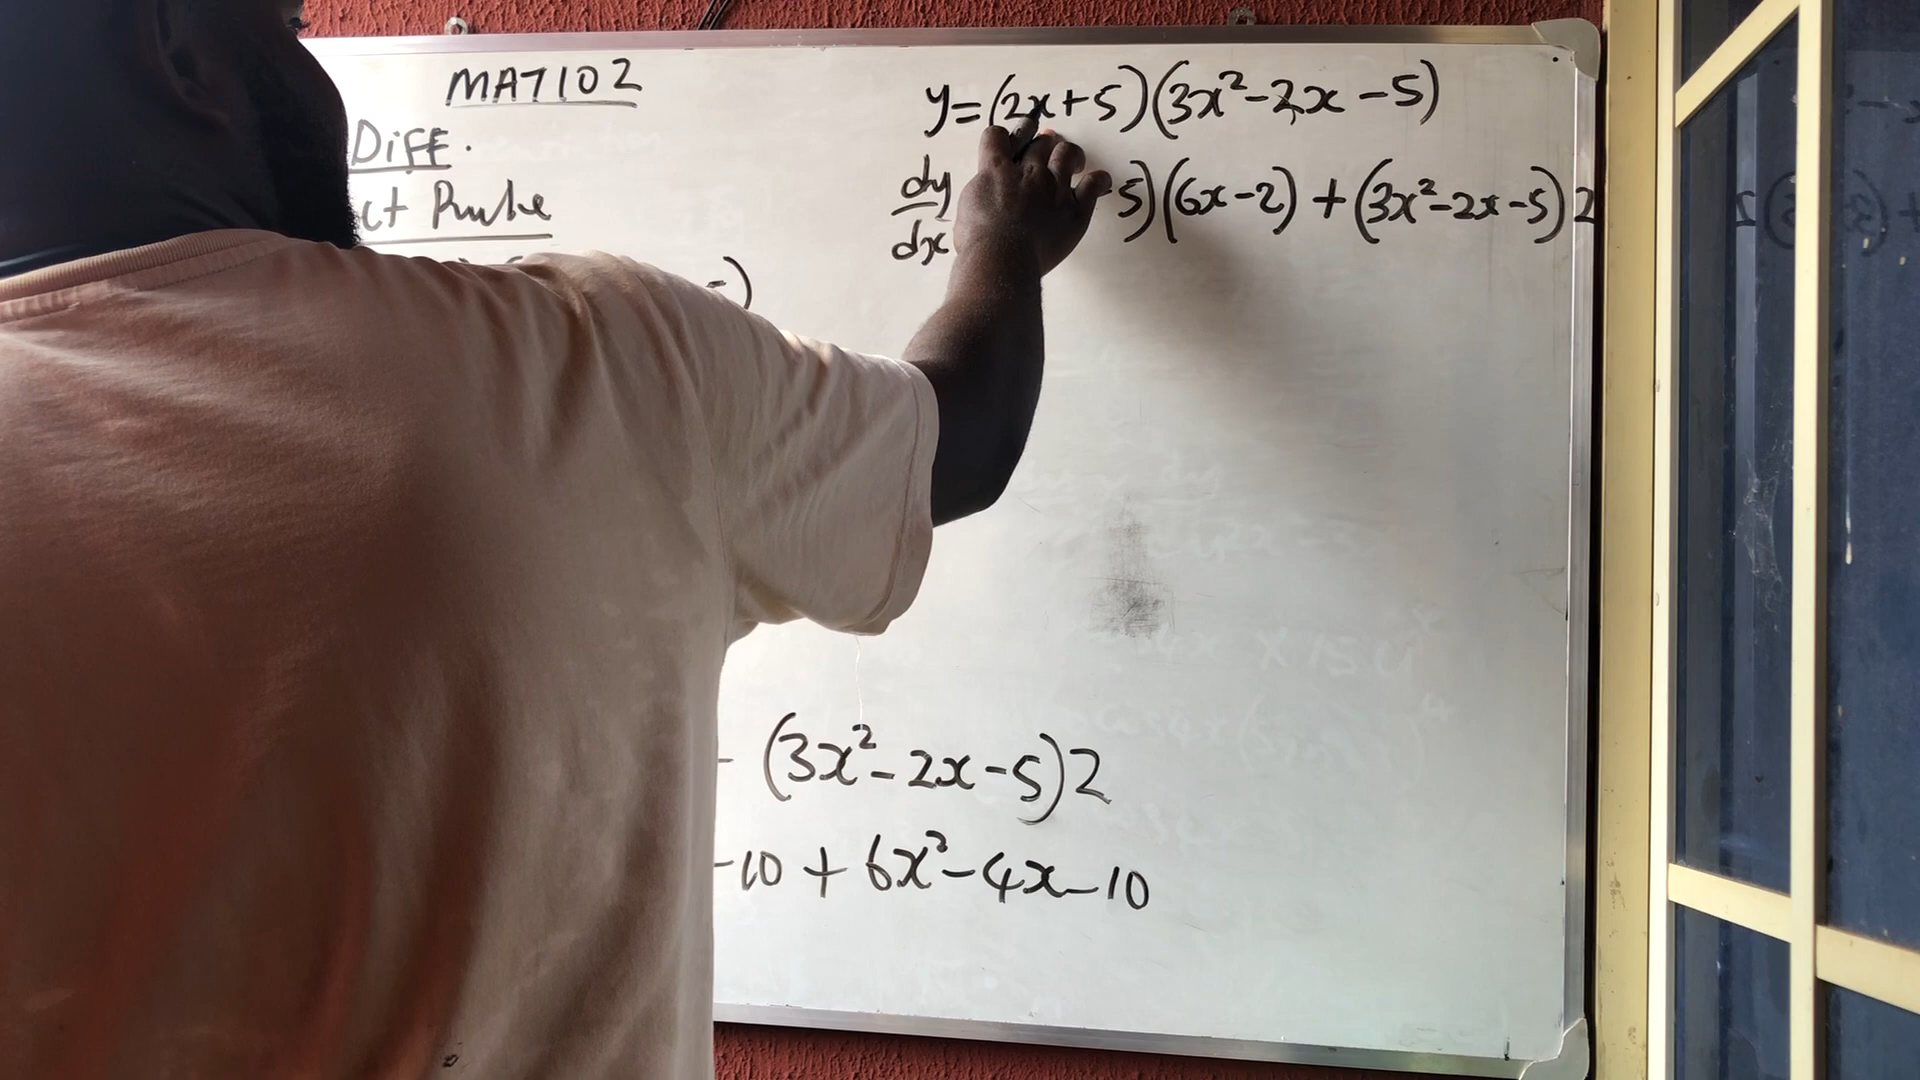 MAT102
DIFF.
ct Rule
)
y=(2x+5)(3x²-2x-5)
dy
dx
5)(6x-2)+(3x²-2x-5)2
- (3x²-2x-5)2
-10+6x²-4x-10